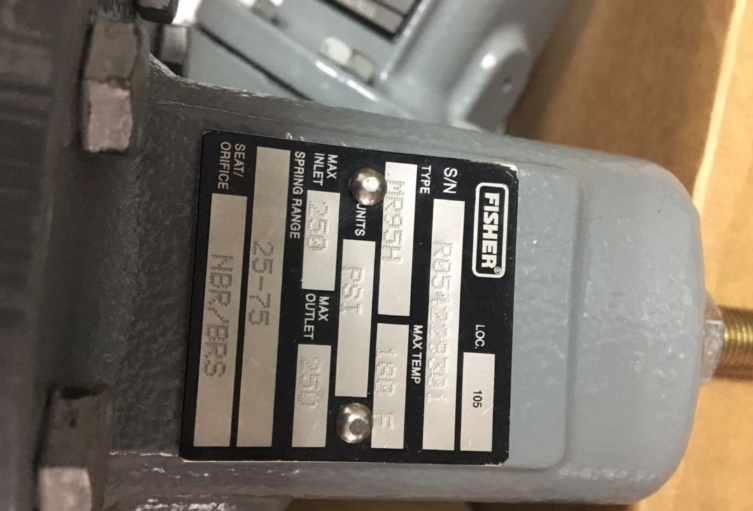 FISHER®
LOC. 105
S/N
TYPE MR95H
MAX TEMP 180 F
UNITS PSI
MAX INLET 250
MAX OUTLET 250
SPRING RANGE
25-75
SEAT/ORIFICE NBR/BRS